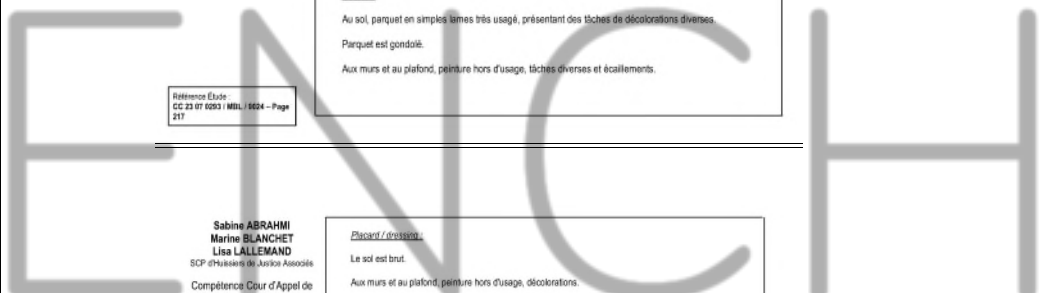 Au sol, parquet en simples lames très usagé, présentant des tâches de décolorations diverses.
Parquet est gondolé.
Aux murs et au plafond, peinture hors d'usage, tâches diverses et écaillements.
Référence Étude :
CC 23 07 0293 / MBL / 0024 – Page
217
Sabine ABRAHMI
Marine BLANCHET
Lisa LALLEMAND
SCP d'Huissiers de Justice Associés
Compétence Cour d'Appel de
Placard / dressing :
Le sol est brut.
Aux murs et au plafond, peinture hors d'usage, décolorations.
ENCH